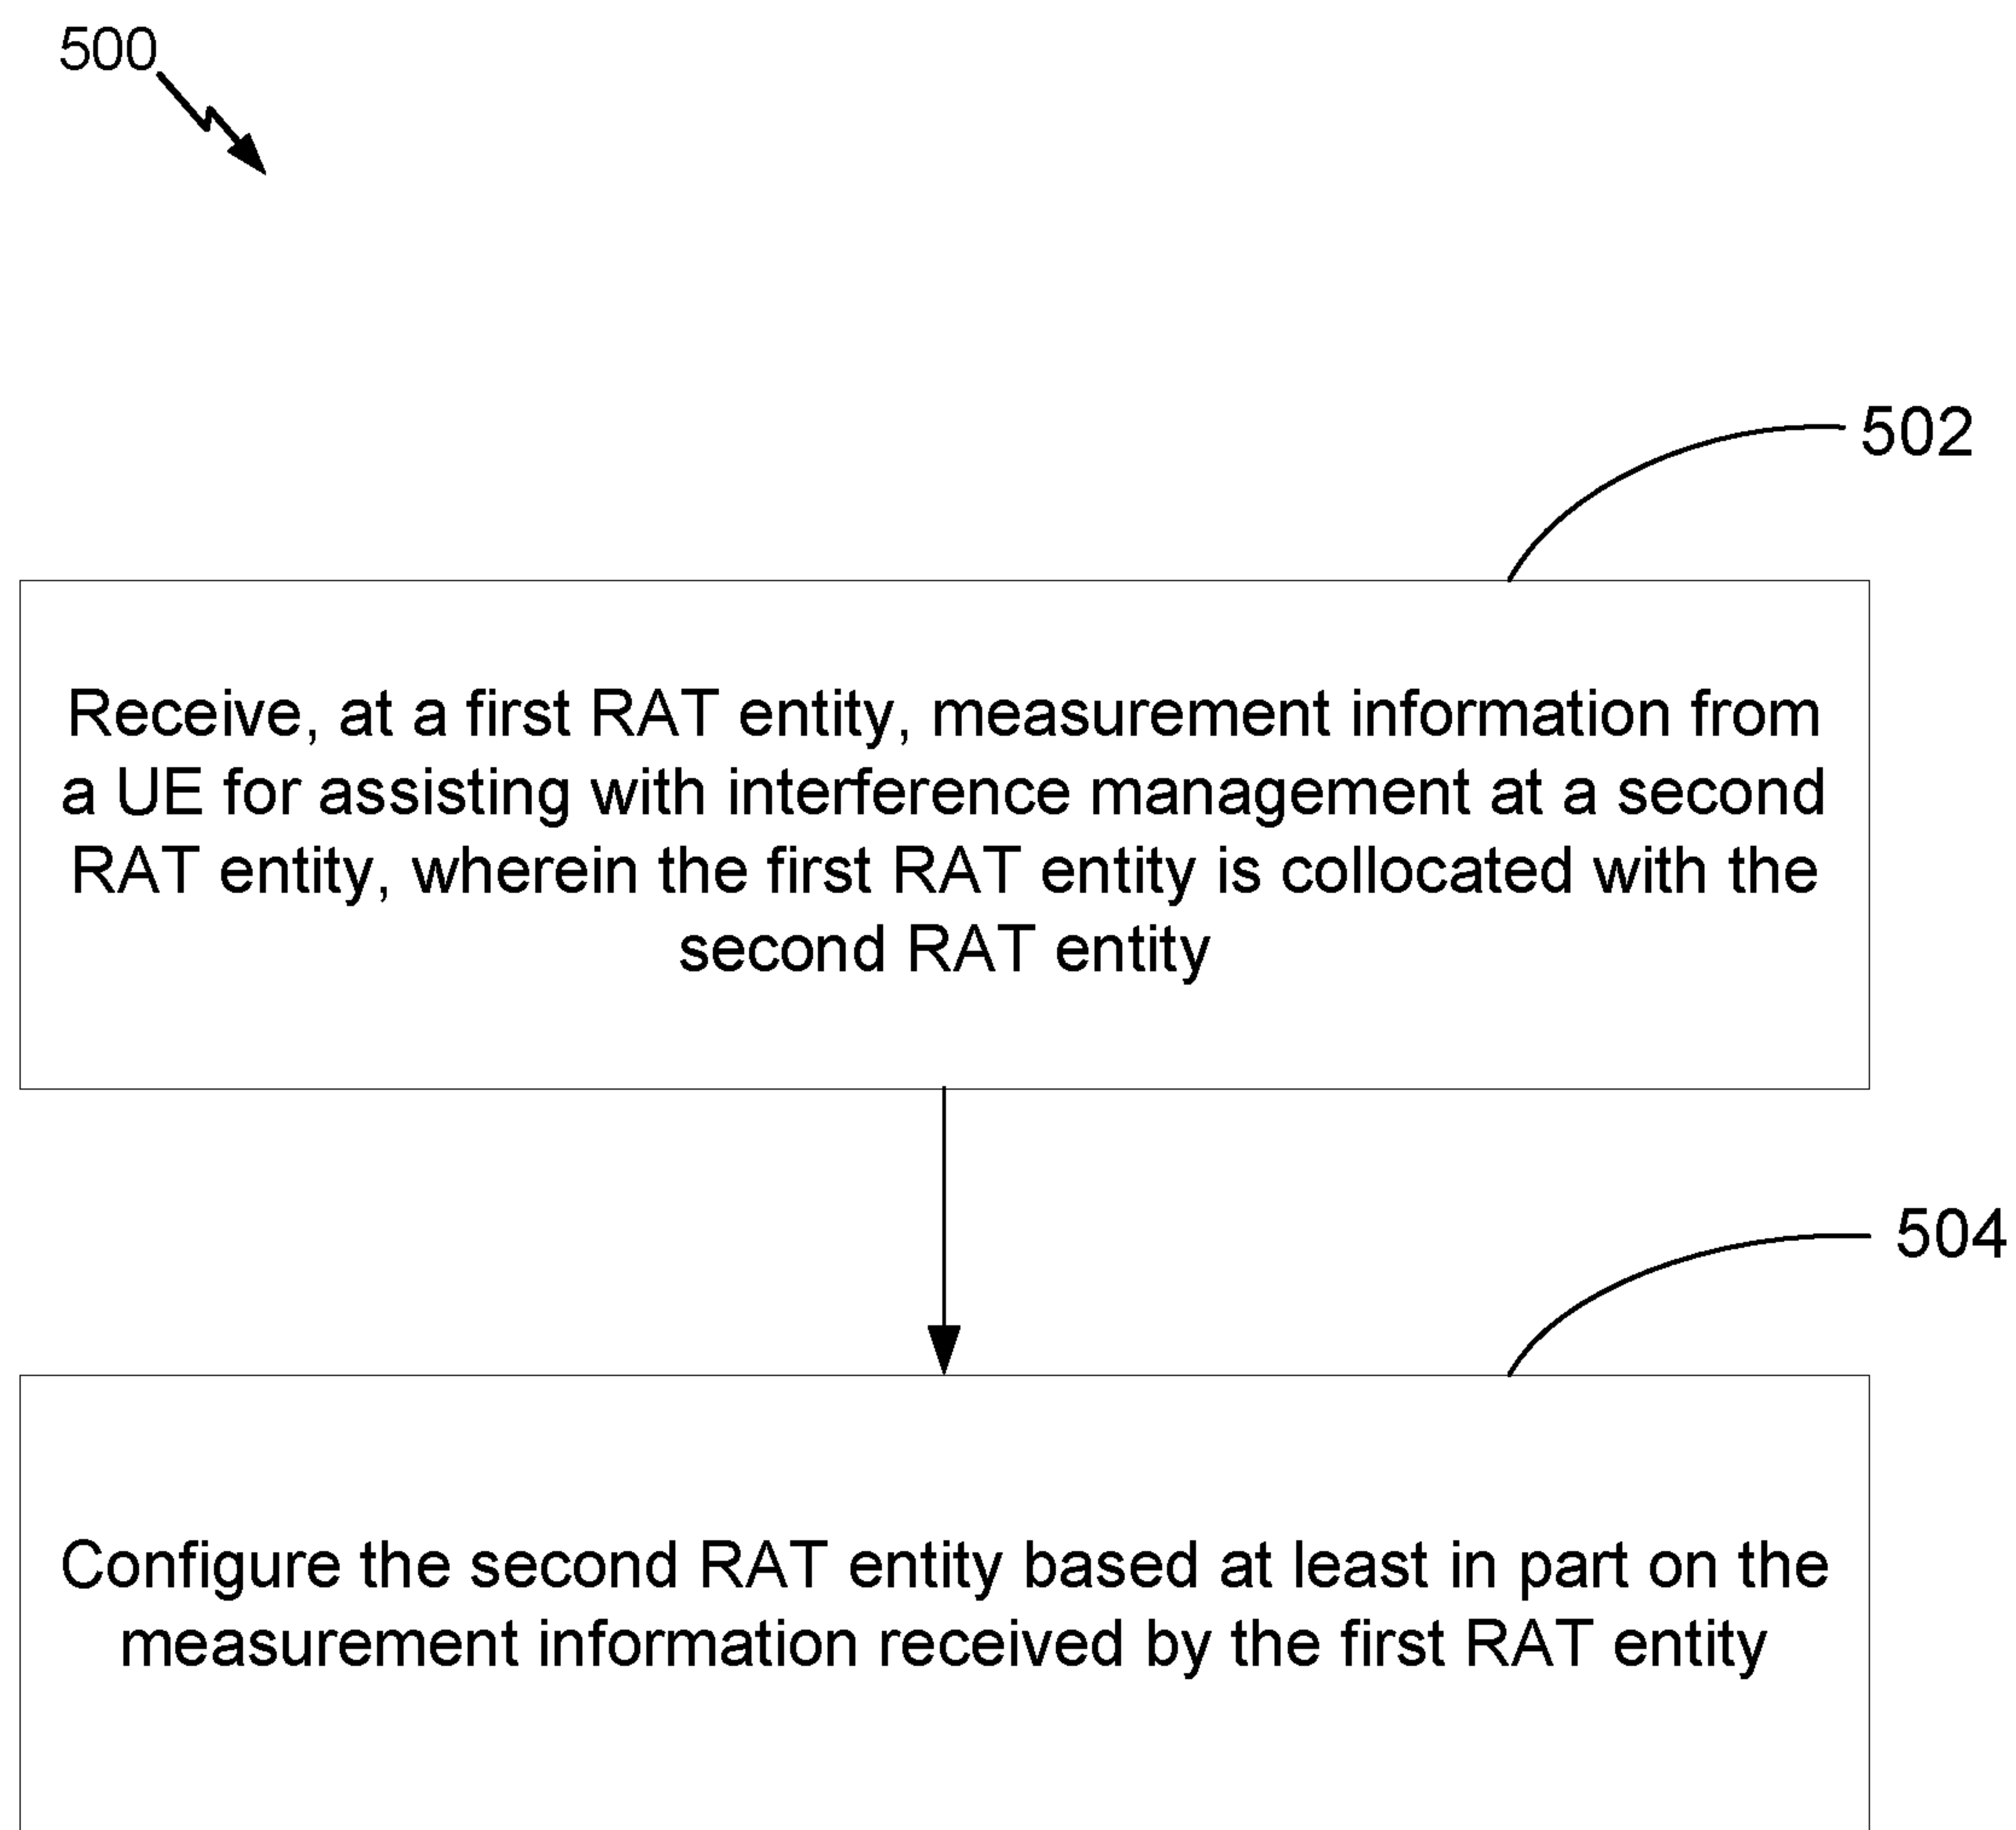 500
502
Receive, at a first RAT entity, measurement information from
a UE for assisting with interference management at a second
RAT entity, wherein the first RAT entity is collocated with the
second RAT entity
504
Configure the second RAT entity based at least in part on the
measurement information received by the first RAT entity